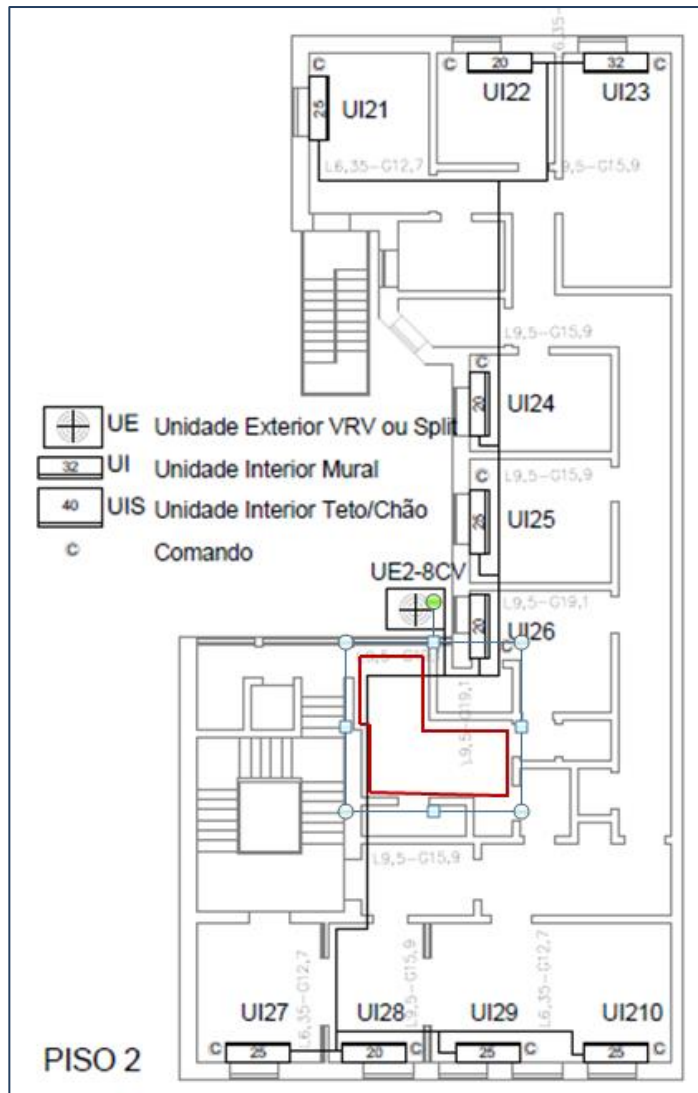 C
C
20
32
C
UI22
UI23
25
UI21
L6,35-G12,7
L9,5-G15,9
L9,5-G15,9
C
20
UI24
UE Unidade Exterior VRV ou Split
32 UI Unidade Interior Mural
40 UIS Unidade Interior Teto/Chão
C Comando
C
L9,5-G15,9
25
UI25
UE2-8CV
L9,5-G19,1
20
UI26
C
L9,5-G19,1
L9,5-G15,9
L6,35-G12,7
L9,5-G15,9
L6,35-G12,7
UI27
UI28
UI29
UI210
C
25
C
20
25
C
25
C
PISO 2